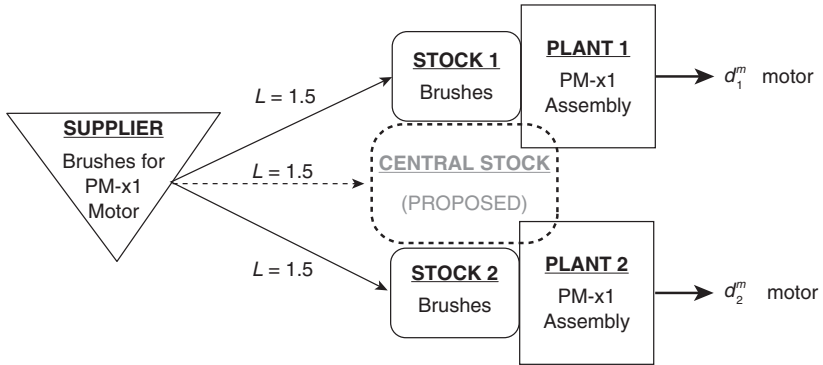 SUPPLIER
Brushes for
PM-x1
Motor
L = 1.5
L = 1.5
L = 1.5
STOCK 1
Brushes
PLANT 1
PM-x1
Assembly
d₁ᵐ motor
CENTRAL STOCK
(PROPOSED)
STOCK 2
Brushes
PLANT 2
PM-x1
Assembly
d₂ᵐ motor